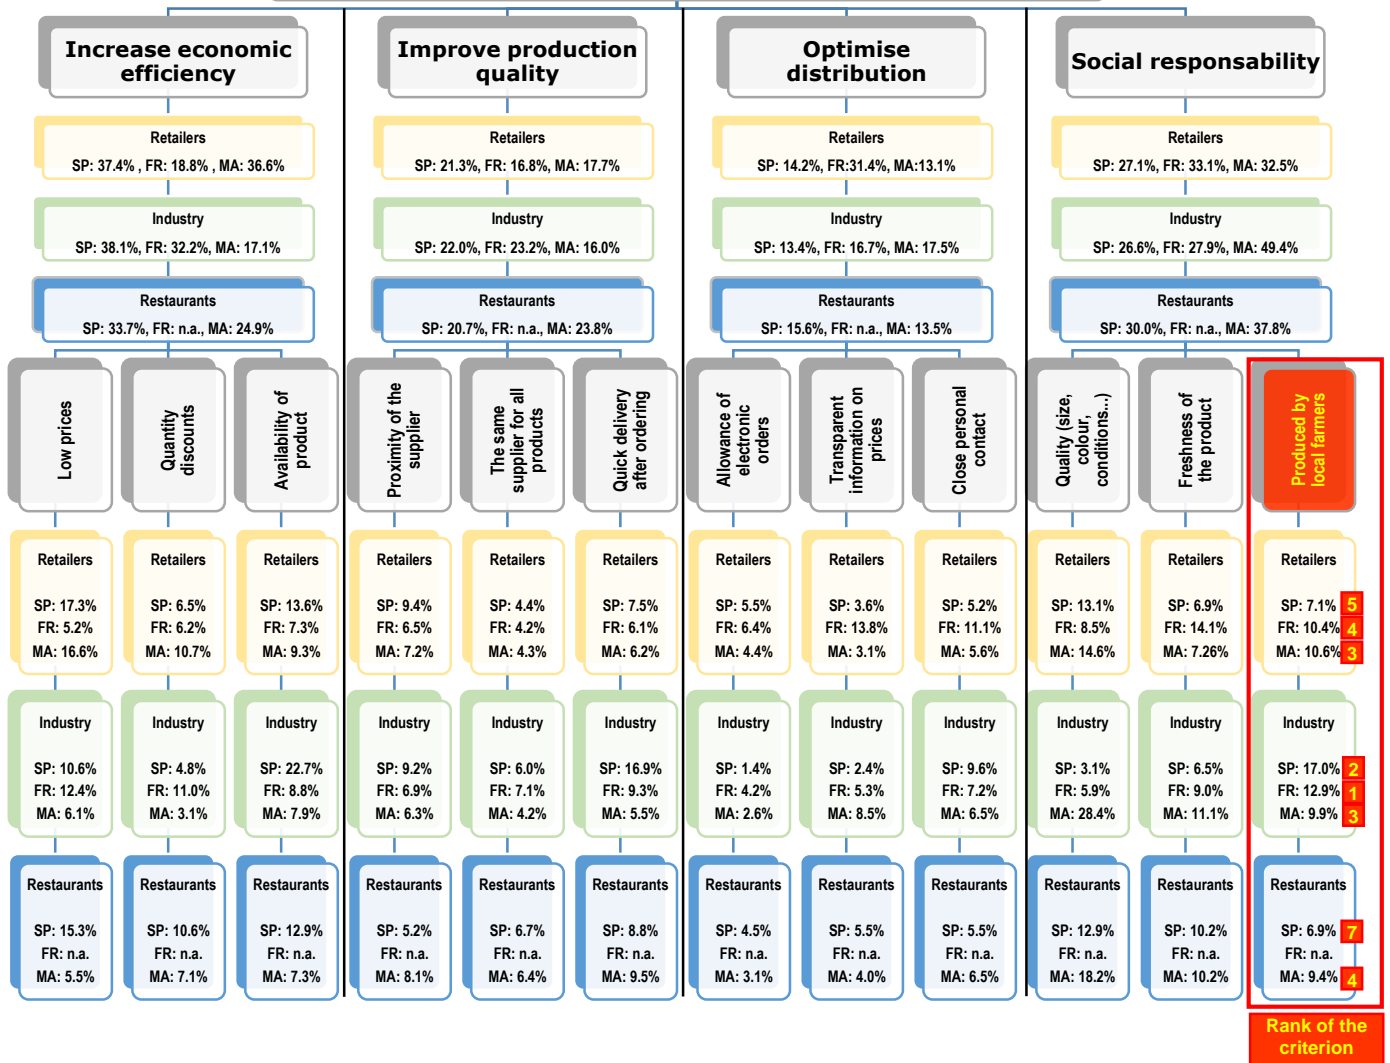 Increase economic
efficiency
Improve production
quality
Optimise
distribution
Social responsability
Retailers
SP: 37.4% , FR: 18.8% , MA: 36.6%
Retailers
SP: 21.3%, FR: 16.8%, MA: 17.7%
Retailers
SP: 14.2%, FR:31.4%, MA:13.1%
Retailers
SP: 27.1%, FR: 33.1%, MA: 32.5%
Industry
SP: 38.1%, FR: 32.2%, MA: 17.1%
Industry
SP: 22.0%, FR: 23.2%, MA: 16.0%
Industry
SP: 13.4%, FR: 16.7%, MA: 17.5%
Industry
SP: 26.6%, FR: 27.9%, MA: 49.4%
Restaurants
SP: 33.7%, FR: n.a., MA: 24.9%
Restaurants
SP: 20.7%, FR: n.a., MA: 23.8%
Restaurants
SP: 15.6%, FR: n.a., MA: 13.5%
Restaurants
SP: 30.0%, FR: n.a., MA: 37.8%
Low prices
Quantity
discounts
Availability of
product
Proximity of the
supplier
The same
supplier for all
products
Quick delivery
after ordering
Allowance of
electronic
orders
Transparent
information on
prices
Close personal
contact
Quality (size,
colour,
conditions...)
Freshness of
the product
Produced by
local farmers
Retailers
SP: 17.3%
FR: 5.2%
MA: 16.6%
Retailers
SP: 6.5%
FR: 6.2%
MA: 10.7%
Retailers
SP: 13.6%
FR: 7.3%
MA: 9.3%
Retailers
SP: 9.4%
FR: 6.5%
MA: 7.2%
Retailers
SP: 4.4%
FR: 4.2%
MA: 4.3%
Retailers
SP: 7.5%
FR: 6.1%
MA: 6.2%
Retailers
SP: 5.5%
FR: 6.4%
MA: 4.4%
Retailers
SP: 3.6%
FR: 13.8%
MA: 3.1%
Retailers
SP: 5.2%
FR: 11.1%
MA: 5.6%
Retailers
SP: 13.1%
FR: 8.5%
MA: 14.6%
Retailers
SP: 6.9%
FR: 14.1%
MA: 7.26%
Retailers
SP: 7.1% 5
FR: 10.4% 4
MA: 10.6% 3
Industry
SP: 10.6%
FR: 12.4%
MA: 6.1%
Industry
SP: 4.8%
FR: 11.0%
MA: 3.1%
Industry
SP: 22.7%
FR: 8.8%
MA: 7.9%
Industry
SP: 9.2%
FR: 6.9%
MA: 6.3%
Industry
SP: 6.0%
FR: 7.1%
MA: 4.2%
Industry
SP: 16.9%
FR: 9.3%
MA: 5.5%
Industry
SP: 1.4%
FR: 4.2%
MA: 2.6%
Industry
SP: 2.4%
FR: 5.3%
MA: 8.5%
Industry
SP: 9.6%
FR: 7.2%
MA: 6.5%
Industry
SP: 3.1%
FR: 5.9%
MA: 28.4%
Industry
SP: 6.5%
FR: 9.0%
MA: 11.1%
Industry
SP: 17.0% 2
FR: 12.9% 1
MA: 9.9% 3
Restaurants
SP: 15.3%
FR: n.a.
MA: 5.5%
Restaurants
SP: 10.6%
FR: n.a.
MA: 7.1%
Restaurants
SP: 12.9%
FR: n.a.
MA: 7.3%
Restaurants
SP: 5.2%
FR: n.a.
MA: 8.1%
Restaurants
SP: 6.7%
FR: n.a.
MA: 6.4%
Restaurants
SP: 8.8%
FR: n.a.
MA: 9.5%
Restaurants
SP: 4.5%
FR: n.a.
MA: 3.1%
Restaurants
SP: 5.5%
FR: n.a.
MA: 4.0%
Restaurants
SP: 5.5%
FR: n.a.
MA: 6.5%
Restaurants
SP: 12.9%
FR: n.a.
MA: 18.2%
Restaurants
SP: 10.2%
FR: n.a.
MA: 10.2%
Restaurants
SP: 6.9% 7
FR: n.a.
MA: 9.4% 4
Rank of the
criterion